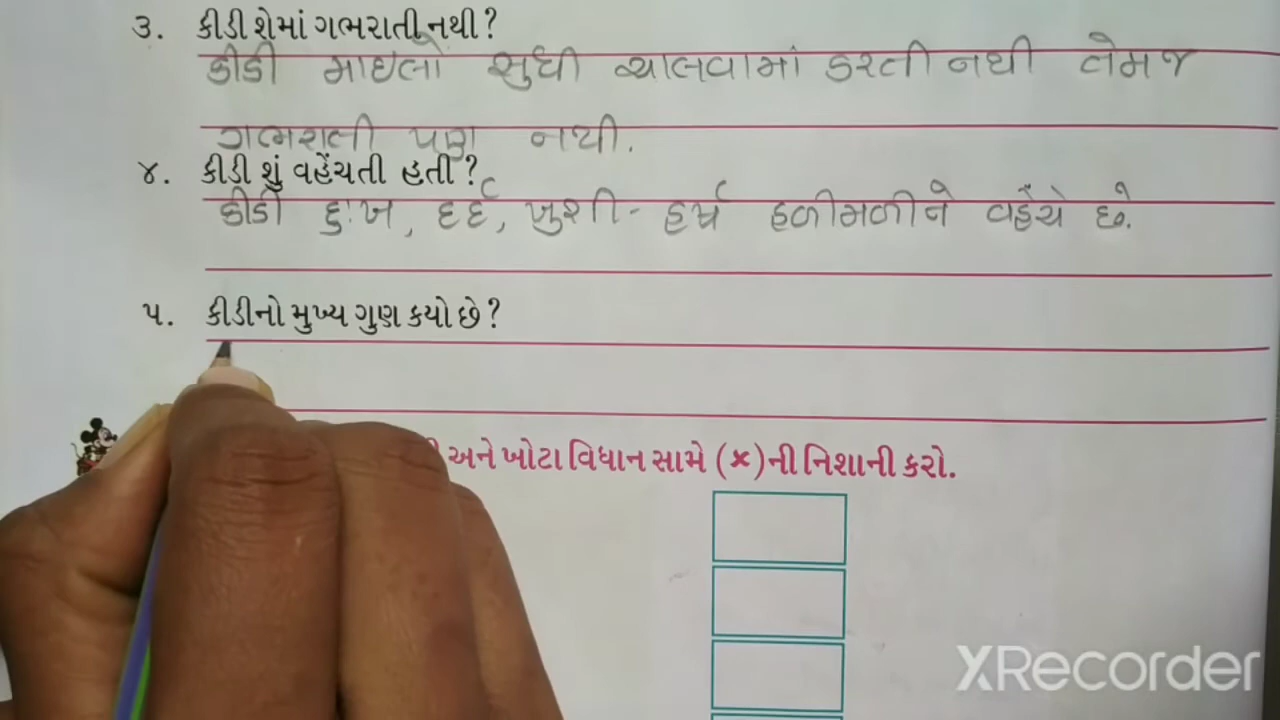 ૩. કીડી શેમાં ગભરાતી નથી?
કીડી માઇલો સુધી ચાલવામાં ડરતી નથી તેમજ
ગભરાતી પણ નથી.
૪. કીડી શું વહેંચતી હતી?
કીડી દુઃખ, દર્દ, ખુશી- હર્ષ હળીમળીને વહેંચે છે.
૫. કીડીનો મુખ્ય ગુણ કયો છે?
અને ખોટા વિધાન સામે (×)ની નિશાની કરો.
XRecorder